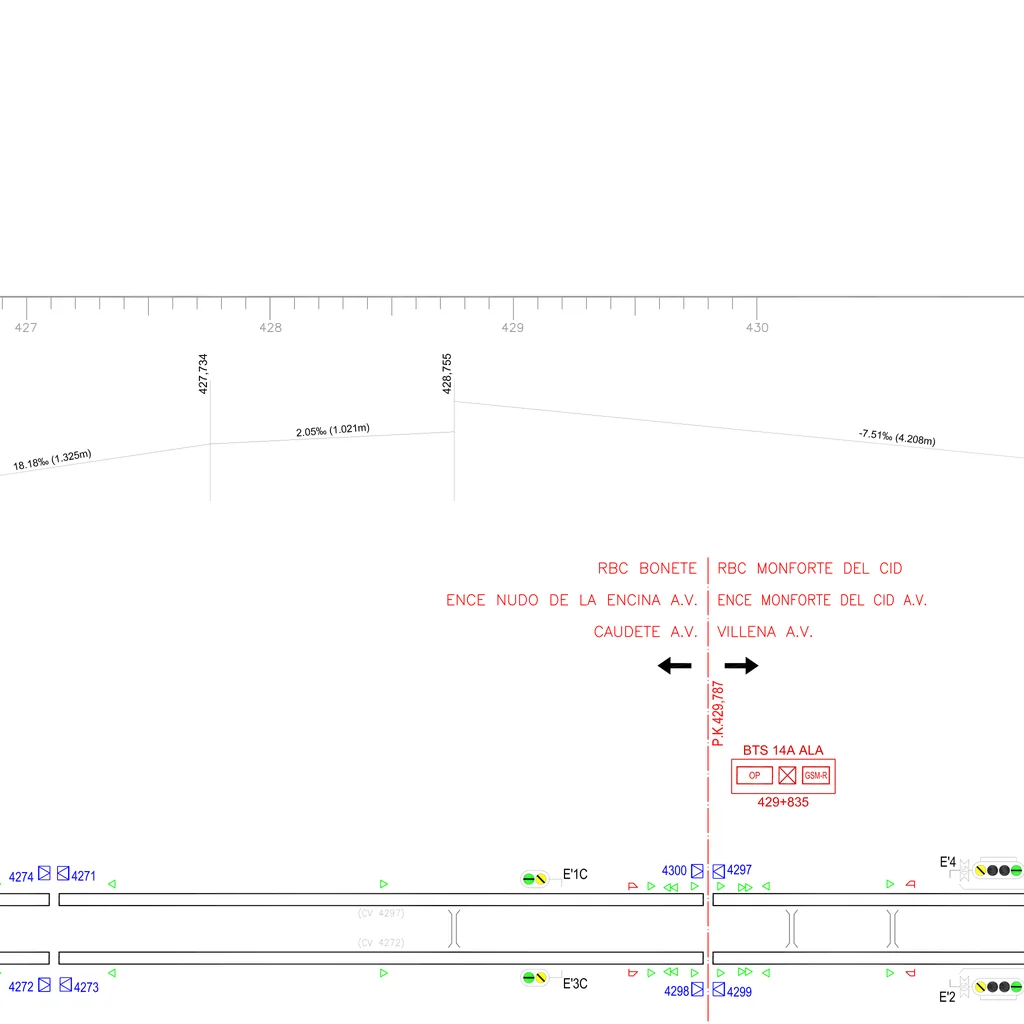 427 428 429 430
427,734
428,755
18.18‰ (1.325m)
2.05‰ (1.021m)
-7.51‰ (4.208m)
RBC BONETE RBC MONFORTE DEL CID
ENCE NUDO DE LA ENCINA A.V. ENCE MONFORTE DEL CID A.V.
CAUDETE A.V. VILLENA A.V.
P.K.429,787
BTS 14A ALA
OP GSM-R
429+835
4274 4271 E'1C 4300 4297 E'4
(CV 4297)
(CV 4272)
4272 4273 E'3C 4298 4299 E'2